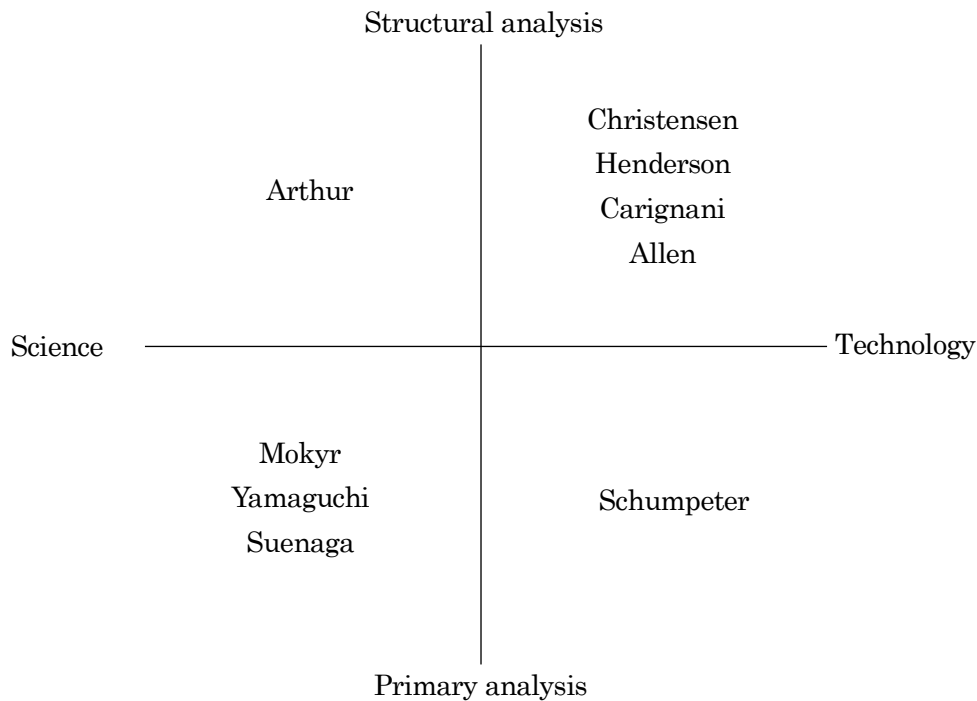 Structural analysis
Christensen
Henderson
Arthur
Carignani
Allen
Science
Technology
Mokyr
Yamaguchi
Schumpeter
Suenaga
Primary analysis